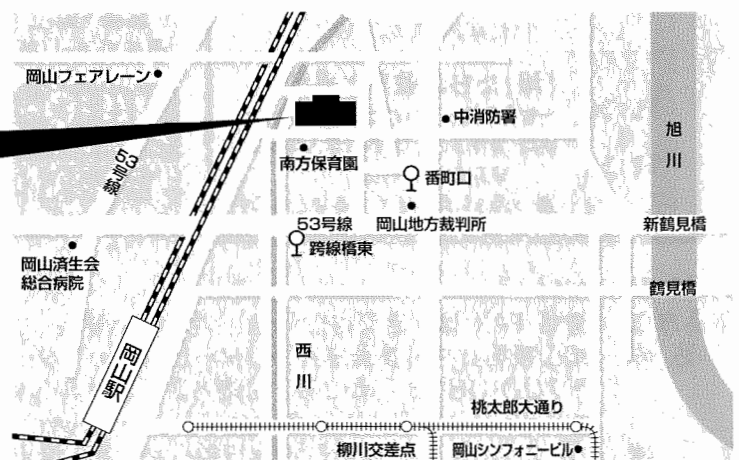 岡山フェアレーン
中消防署
旭川
53号線
南方保育園
番町口
53号線
岡山地方裁判所
新鶴見橋
跨線橋東
岡山済生会
総合病院
鶴見橋
岡山駅
西川
桃太郎大通り
柳川交差点
岡山シンフォニービル